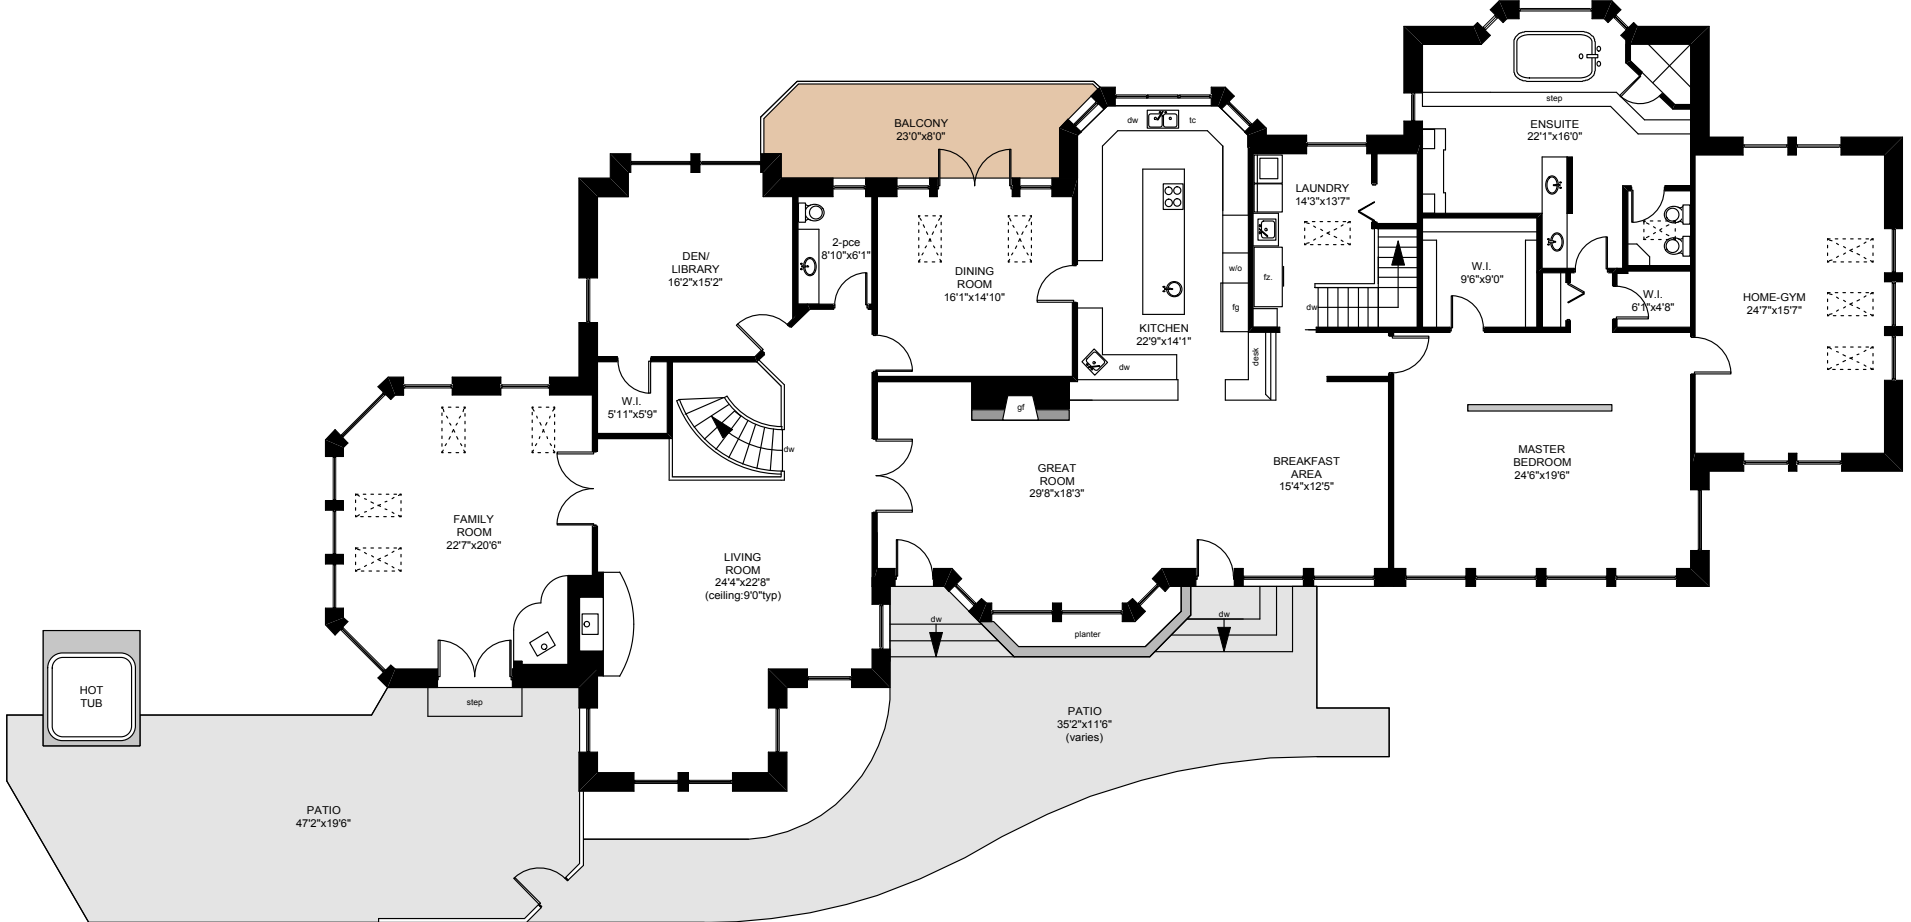 step
ENSUITE
22'1"x16'0"
BALCONY
23'0"x8'0"
dw
tc
LAUNDRY
14'3"x13'7"
2-pce
8'10"x6'1"
DEN/
LIBRARY
16'2"x15'2"
DINING
ROOM
16'1"x14'10"
w/o
fg
fz.
dw
W.I.
9'6"x9'0"
W.I.
6'1"x4'8"
HOME-GYM
24'7"x15'7"
KITCHEN
22'9"x14'1"
dw
desk
W.I.
5'11"x5'9"
gf
dw
MASTER
BEDROOM
24'6"x19'6"
GREAT
ROOM
29'8"x18'3"
BREAKFAST
AREA
15'4"x12'5"
FAMILY
ROOM
22'7"x20'6"
LIVING
ROOM
24'4"x22'8"
(ceiling:9'0"typ)
dw
planter
dw
HOT
TUB
step
PATIO
35'2"x11'6"
(varies)
PATIO
47'2"x19'6"